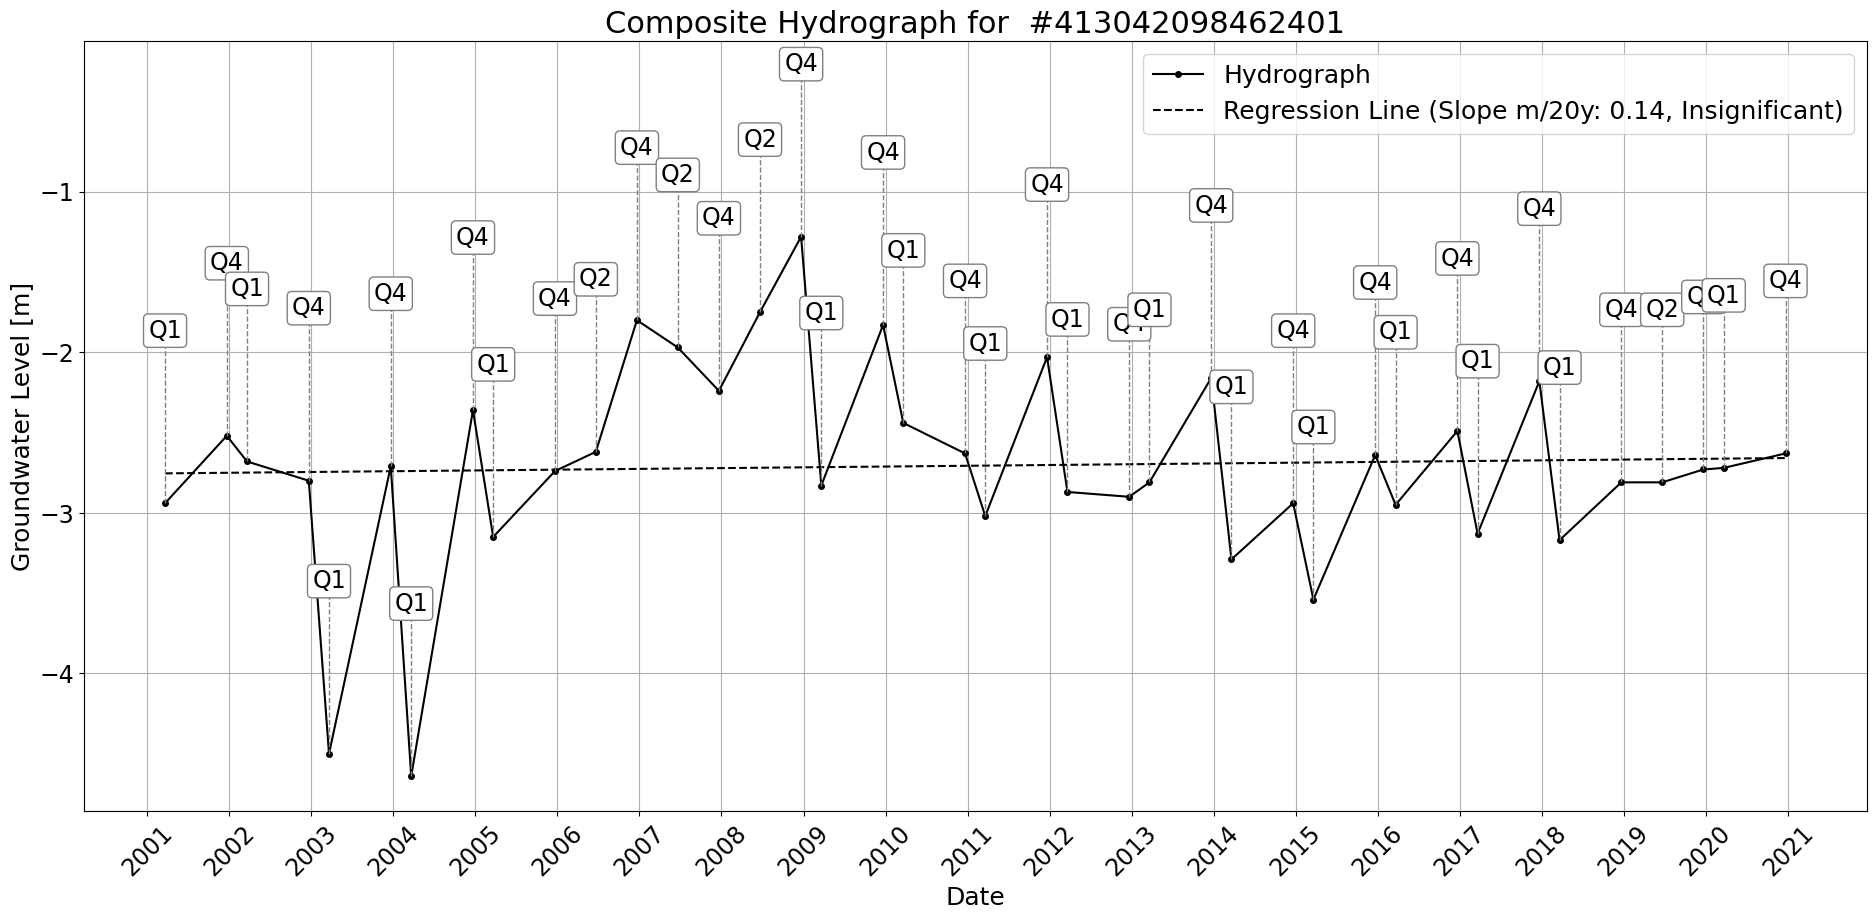 Composite Hydrograph for  #413042098462401
Hydrograph
Regression Line (Slope m/20y: 0.14, Insignificant)
Groundwater Level [m]
−1
−2
−3
−4
Q1
Q4
Q1
Q4
Q1
Q4
Q1
Q4
Q1
Q4
Q2
Q4
Q2
Q4
Q2
Q4
Q1
Q4
Q1
Q4
Q1
Q4
Q1
Q4
Q1
Q4
Q1
Q4
Q1
Q4
Q1
Q4
Q1
Q4
Q1
Q4
Q2
Q
Q1
Q4
2001
2002
2003
2004
2005
2006
2007
2008
2009
2010
2011
2012
2013
2014
2015
2016
2017
2018
2019
2020
2021
Date